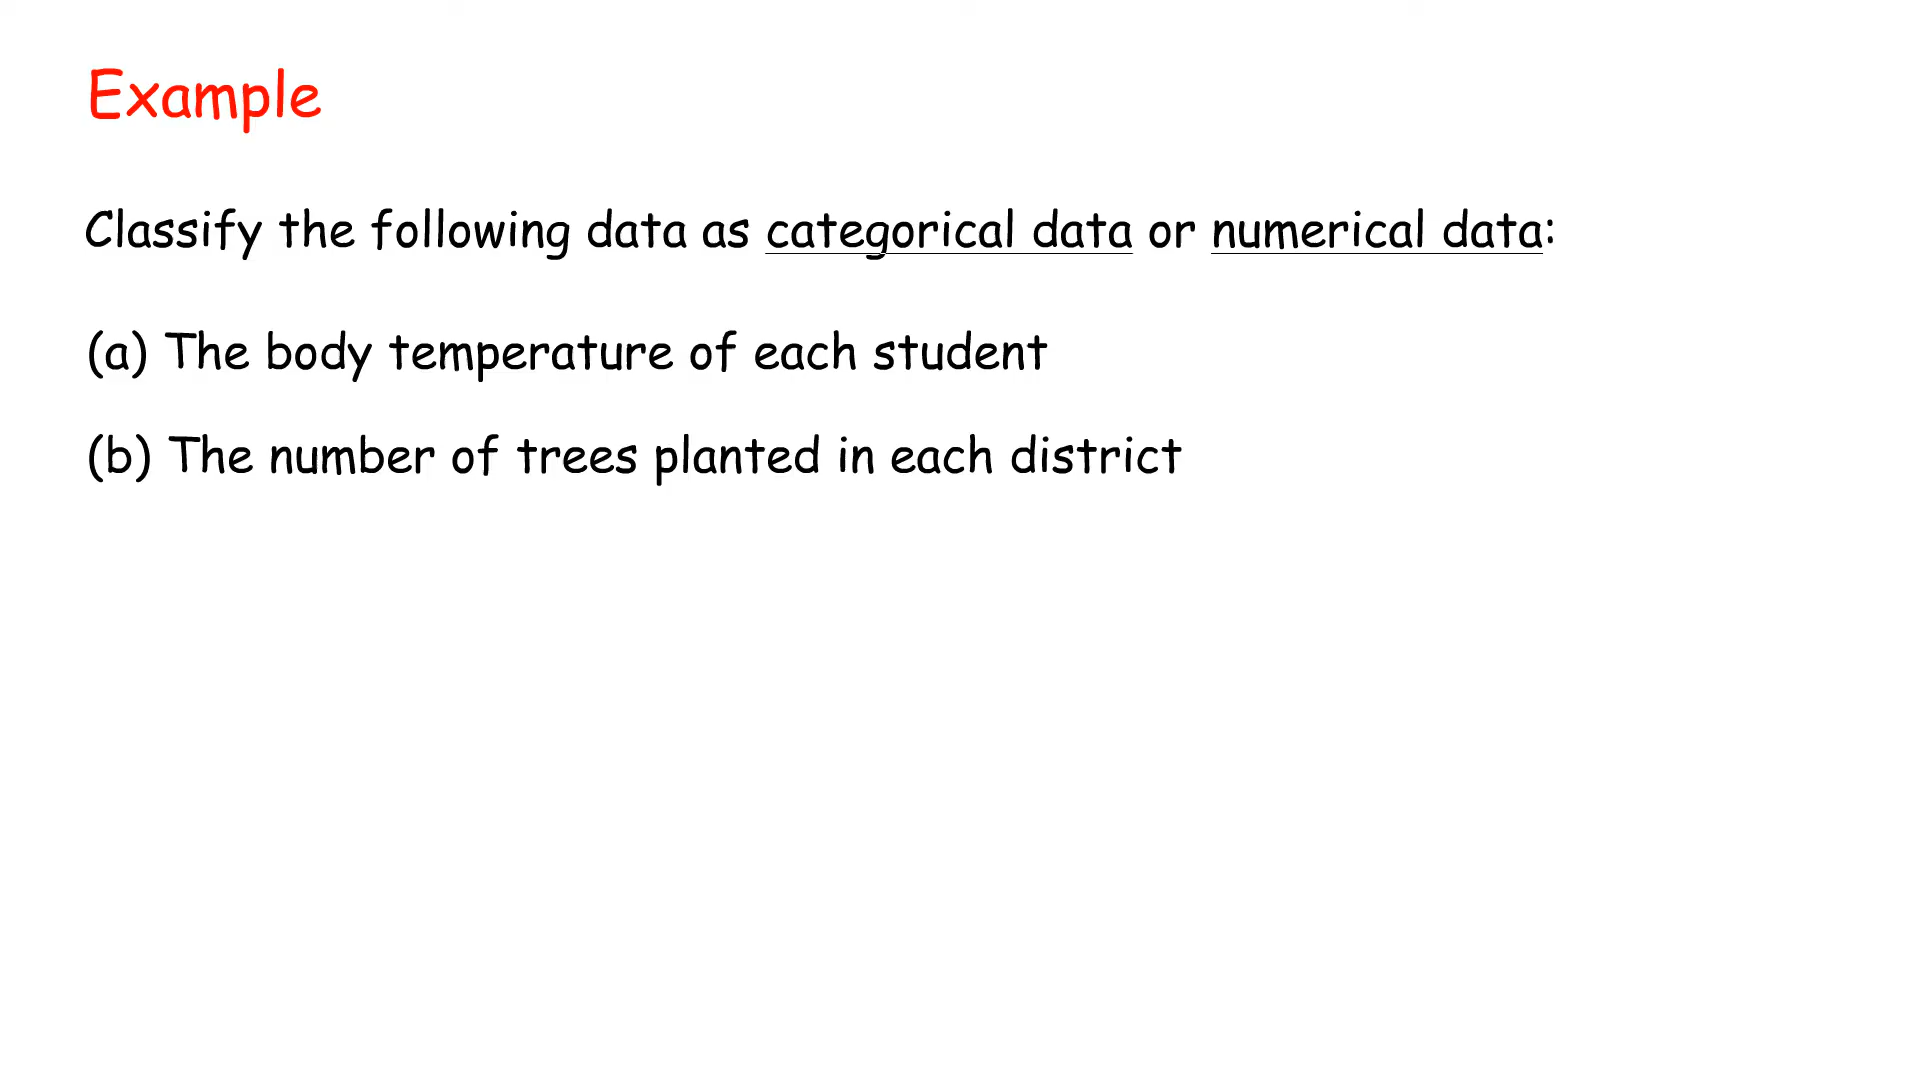 Example
Classify the following data as categorical data or numerical data:
(a) The body temperature of each student
(b) The number of trees planted in each district